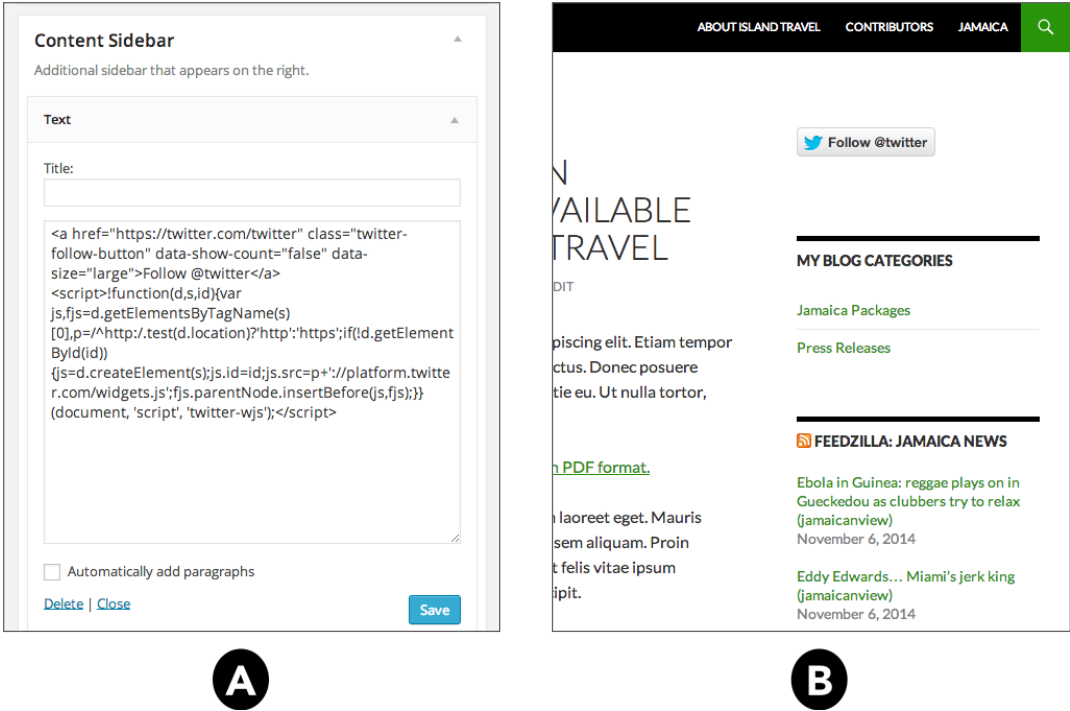 Content Sidebar
Additional sidebar that appears on the right.
Text
Title:
<a href="https://twitter.com/twitter" class="twitter-
follow-button" data-show-count="false" data-
size="large">Follow @twitter</a>
<script>!function(d,s,id){var
js,fjs=d.getElementsByTagName(s)
[0],p=/^http:/.test(d.location)?'http':'https';if(!d.getElement
ById(id))
{js=d.createElement(s);js.id=id;js.src=p+'://platform.twitte
r.com/widgets.js';fjs.parentNode.insertBefore(js,fjs);}}
(document, 'script', 'twitter-wjs');</script>
Automatically add paragraphs
Delete | Close
Save
A
ABOUT ISLAND TRAVEL CONTRIBUTORS JAMAICA
N
VAILABLE
TRAVEL
DIT
piscing elit. Etiam tempor
ctus. Donec posuere
tie eu. Ut nulla tortor,
n PDF format.
laoreet eget. Mauris
sem aliquam. Proin
t felis vitae ipsum
ipit.
Follow @twitter
MY BLOG CATEGORIES
Jamaica Packages
Press Releases
FEEDZILLA: JAMAICA NEWS
Ebola in Guinea: reggae plays on in
Gueckedou as clubbers try to relax
(jamaicanview)
November 6, 2014
Eddy Edwards… Miami's jerk king
(jamaicanview)
November 6, 2014
B